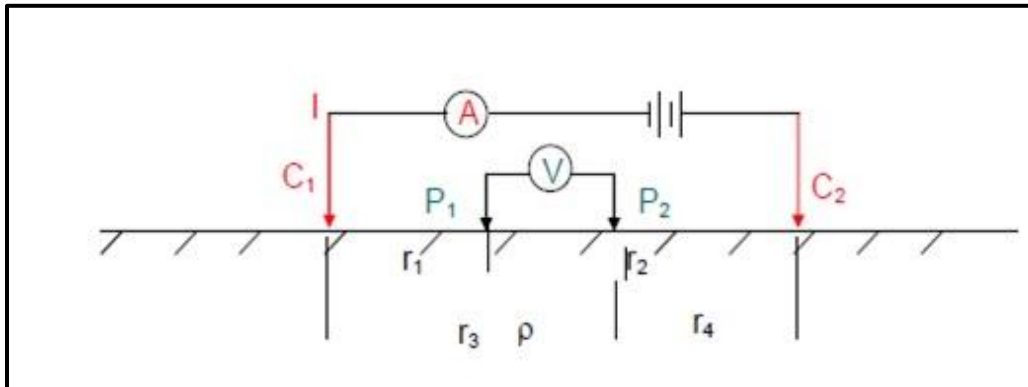 I A
V
C₁ P₁ P₂ C₂
r₁ r₂
r₃ ρ r₄